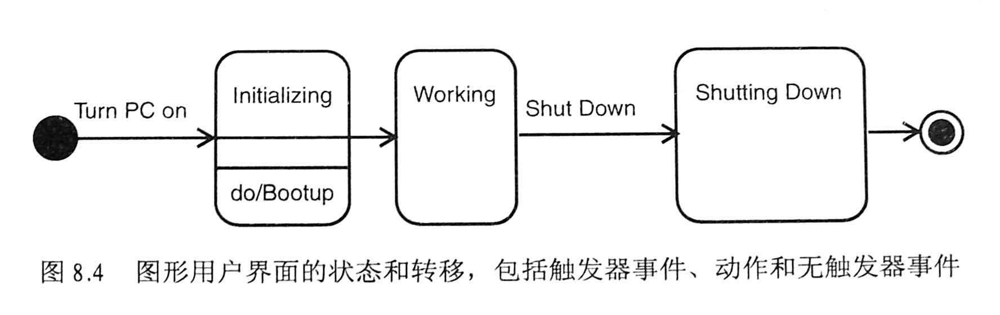 Turn PC on
Initializing
do/Bootup
Working
Shut Down
Shutting Down
图 8.4 图形用户界面的状态和转移，包括触发器事件、动作和无触发器事件